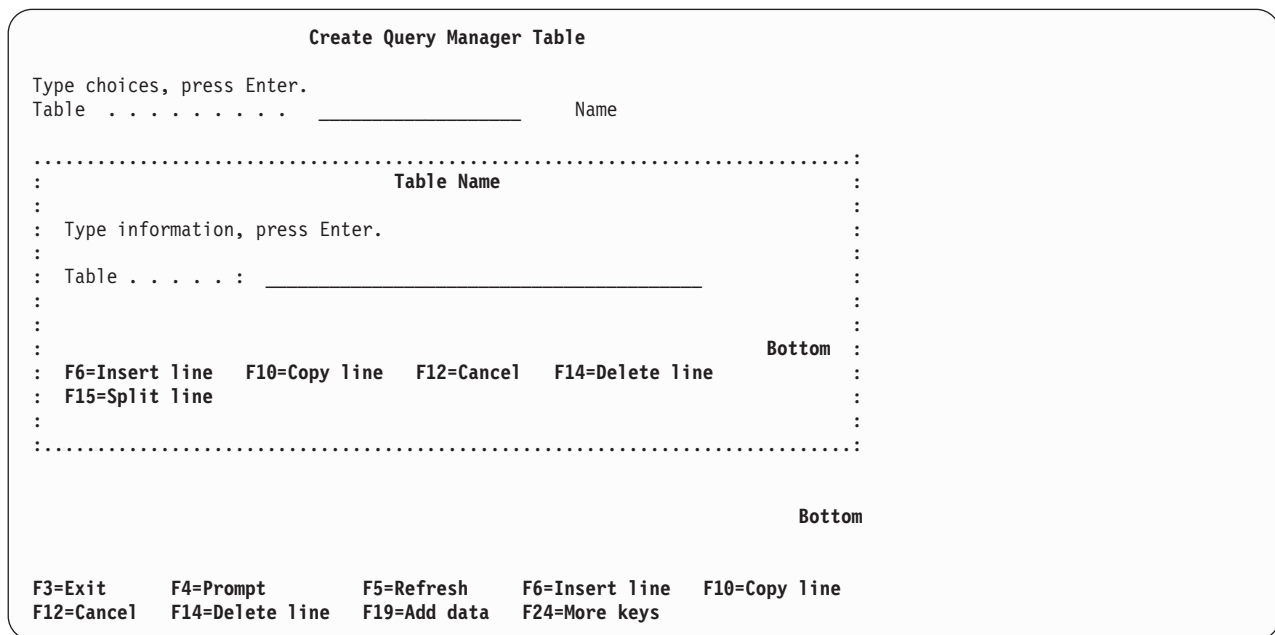 Create Query Manager Table
Type choices, press Enter.
Table . . . . . . . . . ___________________ Name
.............................................................................:
: Table Name :
: :
: Type information, press Enter. :
: :
: Table . . . . . : _________________________________________ :
: :
: :
: Bottom :
: F6=Insert line F10=Copy line F12=Cancel F14=Delete line :
: F15=Split line :
: :
:............................................................................:
Bottom
F3=Exit F4=Prompt F5=Refresh F6=Insert line F10=Copy line
F12=Cancel F14=Delete line F19=Add data F24=More keys